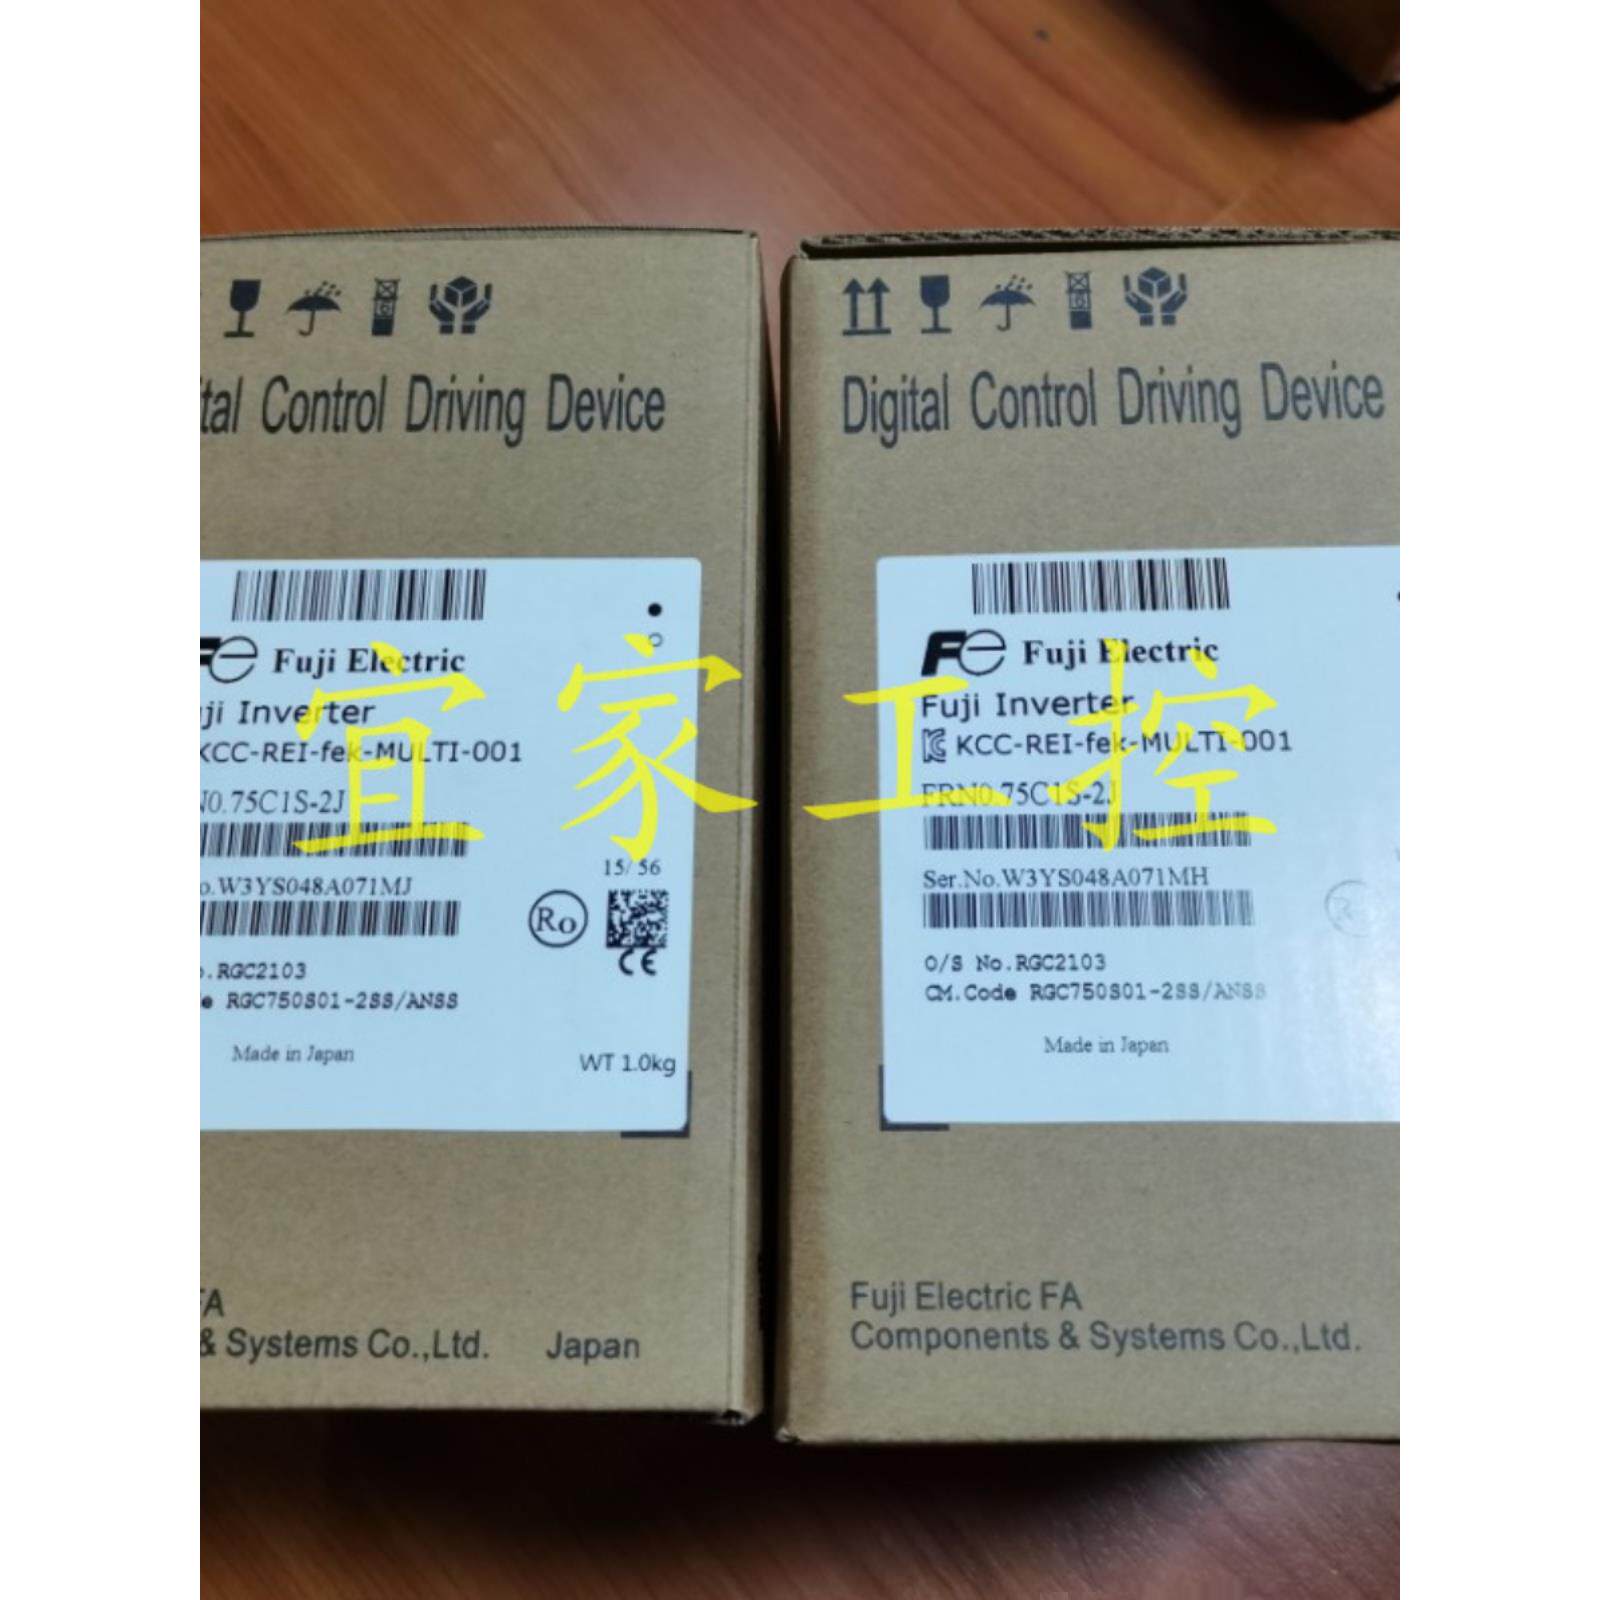 ital Control Driving Device
Fe Fuji Electric
ji Inverter
KCC-REI-fek-MULTI-001
N0.75C1S-2J
15/ 56
o.W3YS048A071MJ
Ro
CE
o.RGC2103
e RGC750S01-2SS/ANSS
Made in Japan
WT 1.0kg
FA
& Systems Co.,Ltd. Japan
Digital Control Driving Device
Fe Fuji Electric
Fuji Inverter
KCC-REI-fek-MULTI-001
FRN0.75C1S-2J
Ser.No.W3YS048A071MH
O/S No.RGC2103
CM.Code RGC750S01-2SS/ANSS
Made in Japan
Fuji Electric FA
Components & Systems Co.,Ltd.
宜家工控